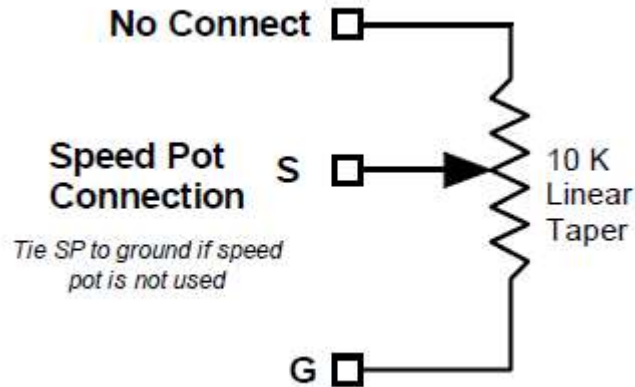 No Connect
Speed Pot
Connection
S
Tie SP to ground if speed
pot is not used
10 K
Linear
Taper
G